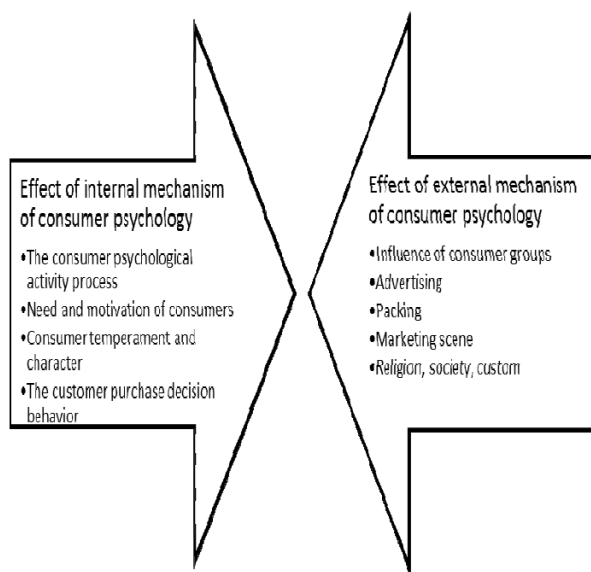 Effect of internal mechanism
of consumer psychology
•The consumer psychological
activity process
•Need and motivation of consumers
•Consumer temperament and
character
•The customer purchase decision
behavior
Effect of external mechanism
of consumer psychology
•Influence of consumer groups
•Advertising
•Packing
•Marketing scene
•Religion, society, custom